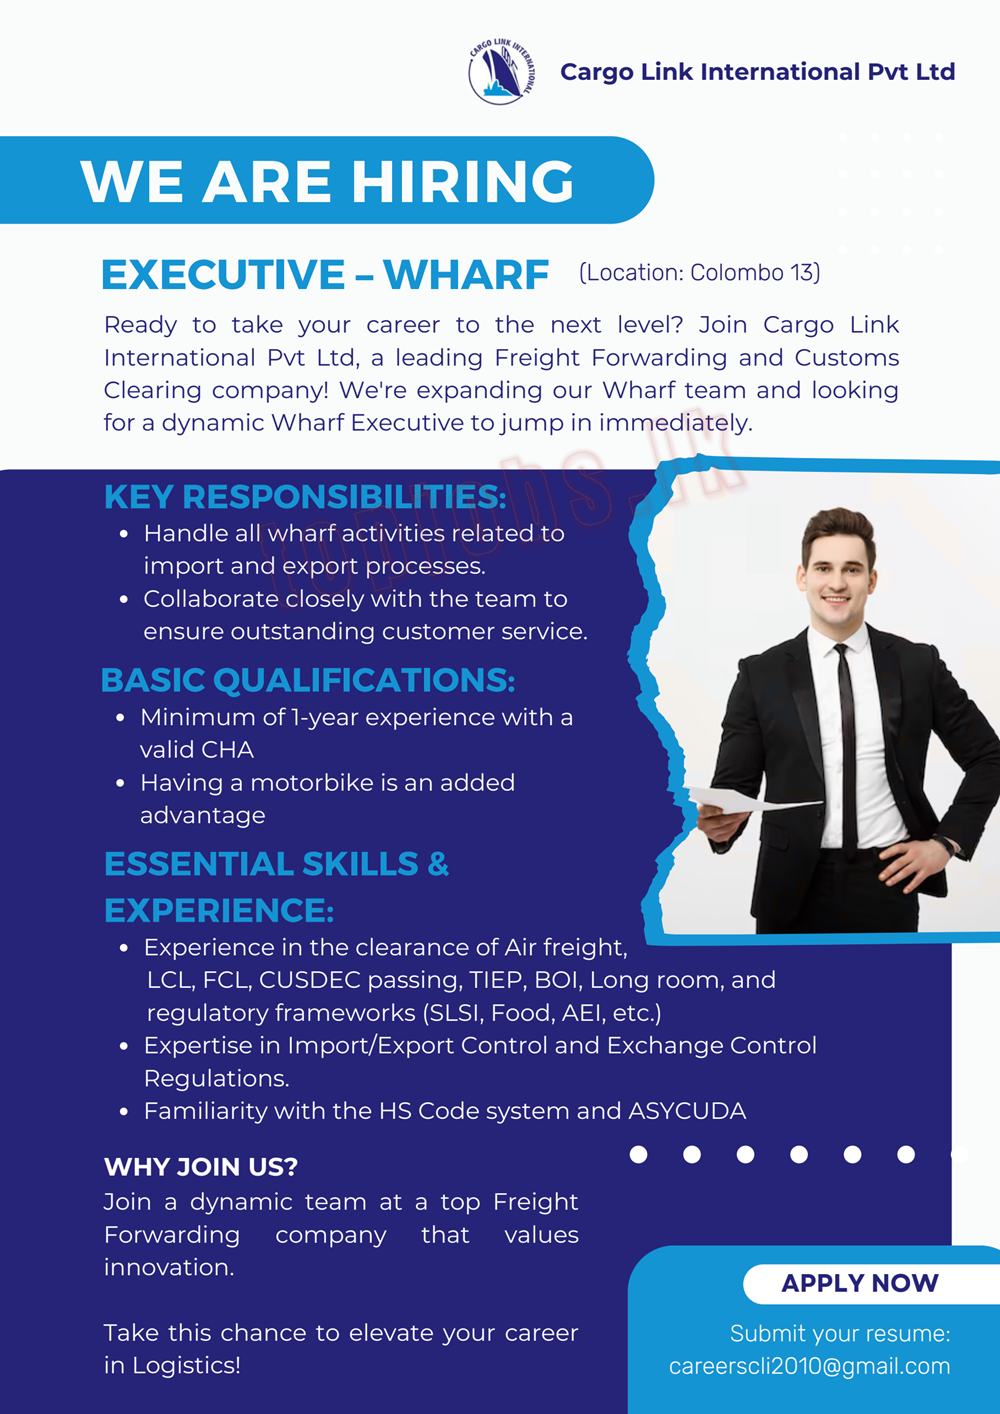 CARGO LINK INTERNATIONAL
Cargo Link International Pvt Ltd
WE ARE HIRING
EXECUTIVE – WHARF (Location: Colombo 13)
Ready to take your career to the next level? Join Cargo Link
International Pvt Ltd, a leading Freight Forwarding and Customs
Clearing company! We're expanding our Wharf team and looking
for a dynamic Wharf Executive to jump in immediately.
topjobs.lk
KEY RESPONSIBILITIES:
• Handle all wharf activities related to
import and export processes.
• Collaborate closely with the team to
ensure outstanding customer service.
BASIC QUALIFICATIONS:
• Minimum of 1-year experience with a
valid CHA
• Having a motorbike is an added
advantage
ESSENTIAL SKILLS &
EXPERIENCE:
• Experience in the clearance of Air freight,
LCL, FCL, CUSDEC passing, TIEP, BOI, Long room, and
regulatory frameworks (SLSI, Food, AEI, etc.)
• Expertise in Import/Export Control and Exchange Control
Regulations.
• Familiarity with the HS Code system and ASYCUDA
WHY JOIN US?
Join a dynamic team at a top Freight
Forwarding company that values
innovation.
Take this chance to elevate your career
in Logistics!
APPLY NOW
Submit your resume:
careerscli2010@gmail.com